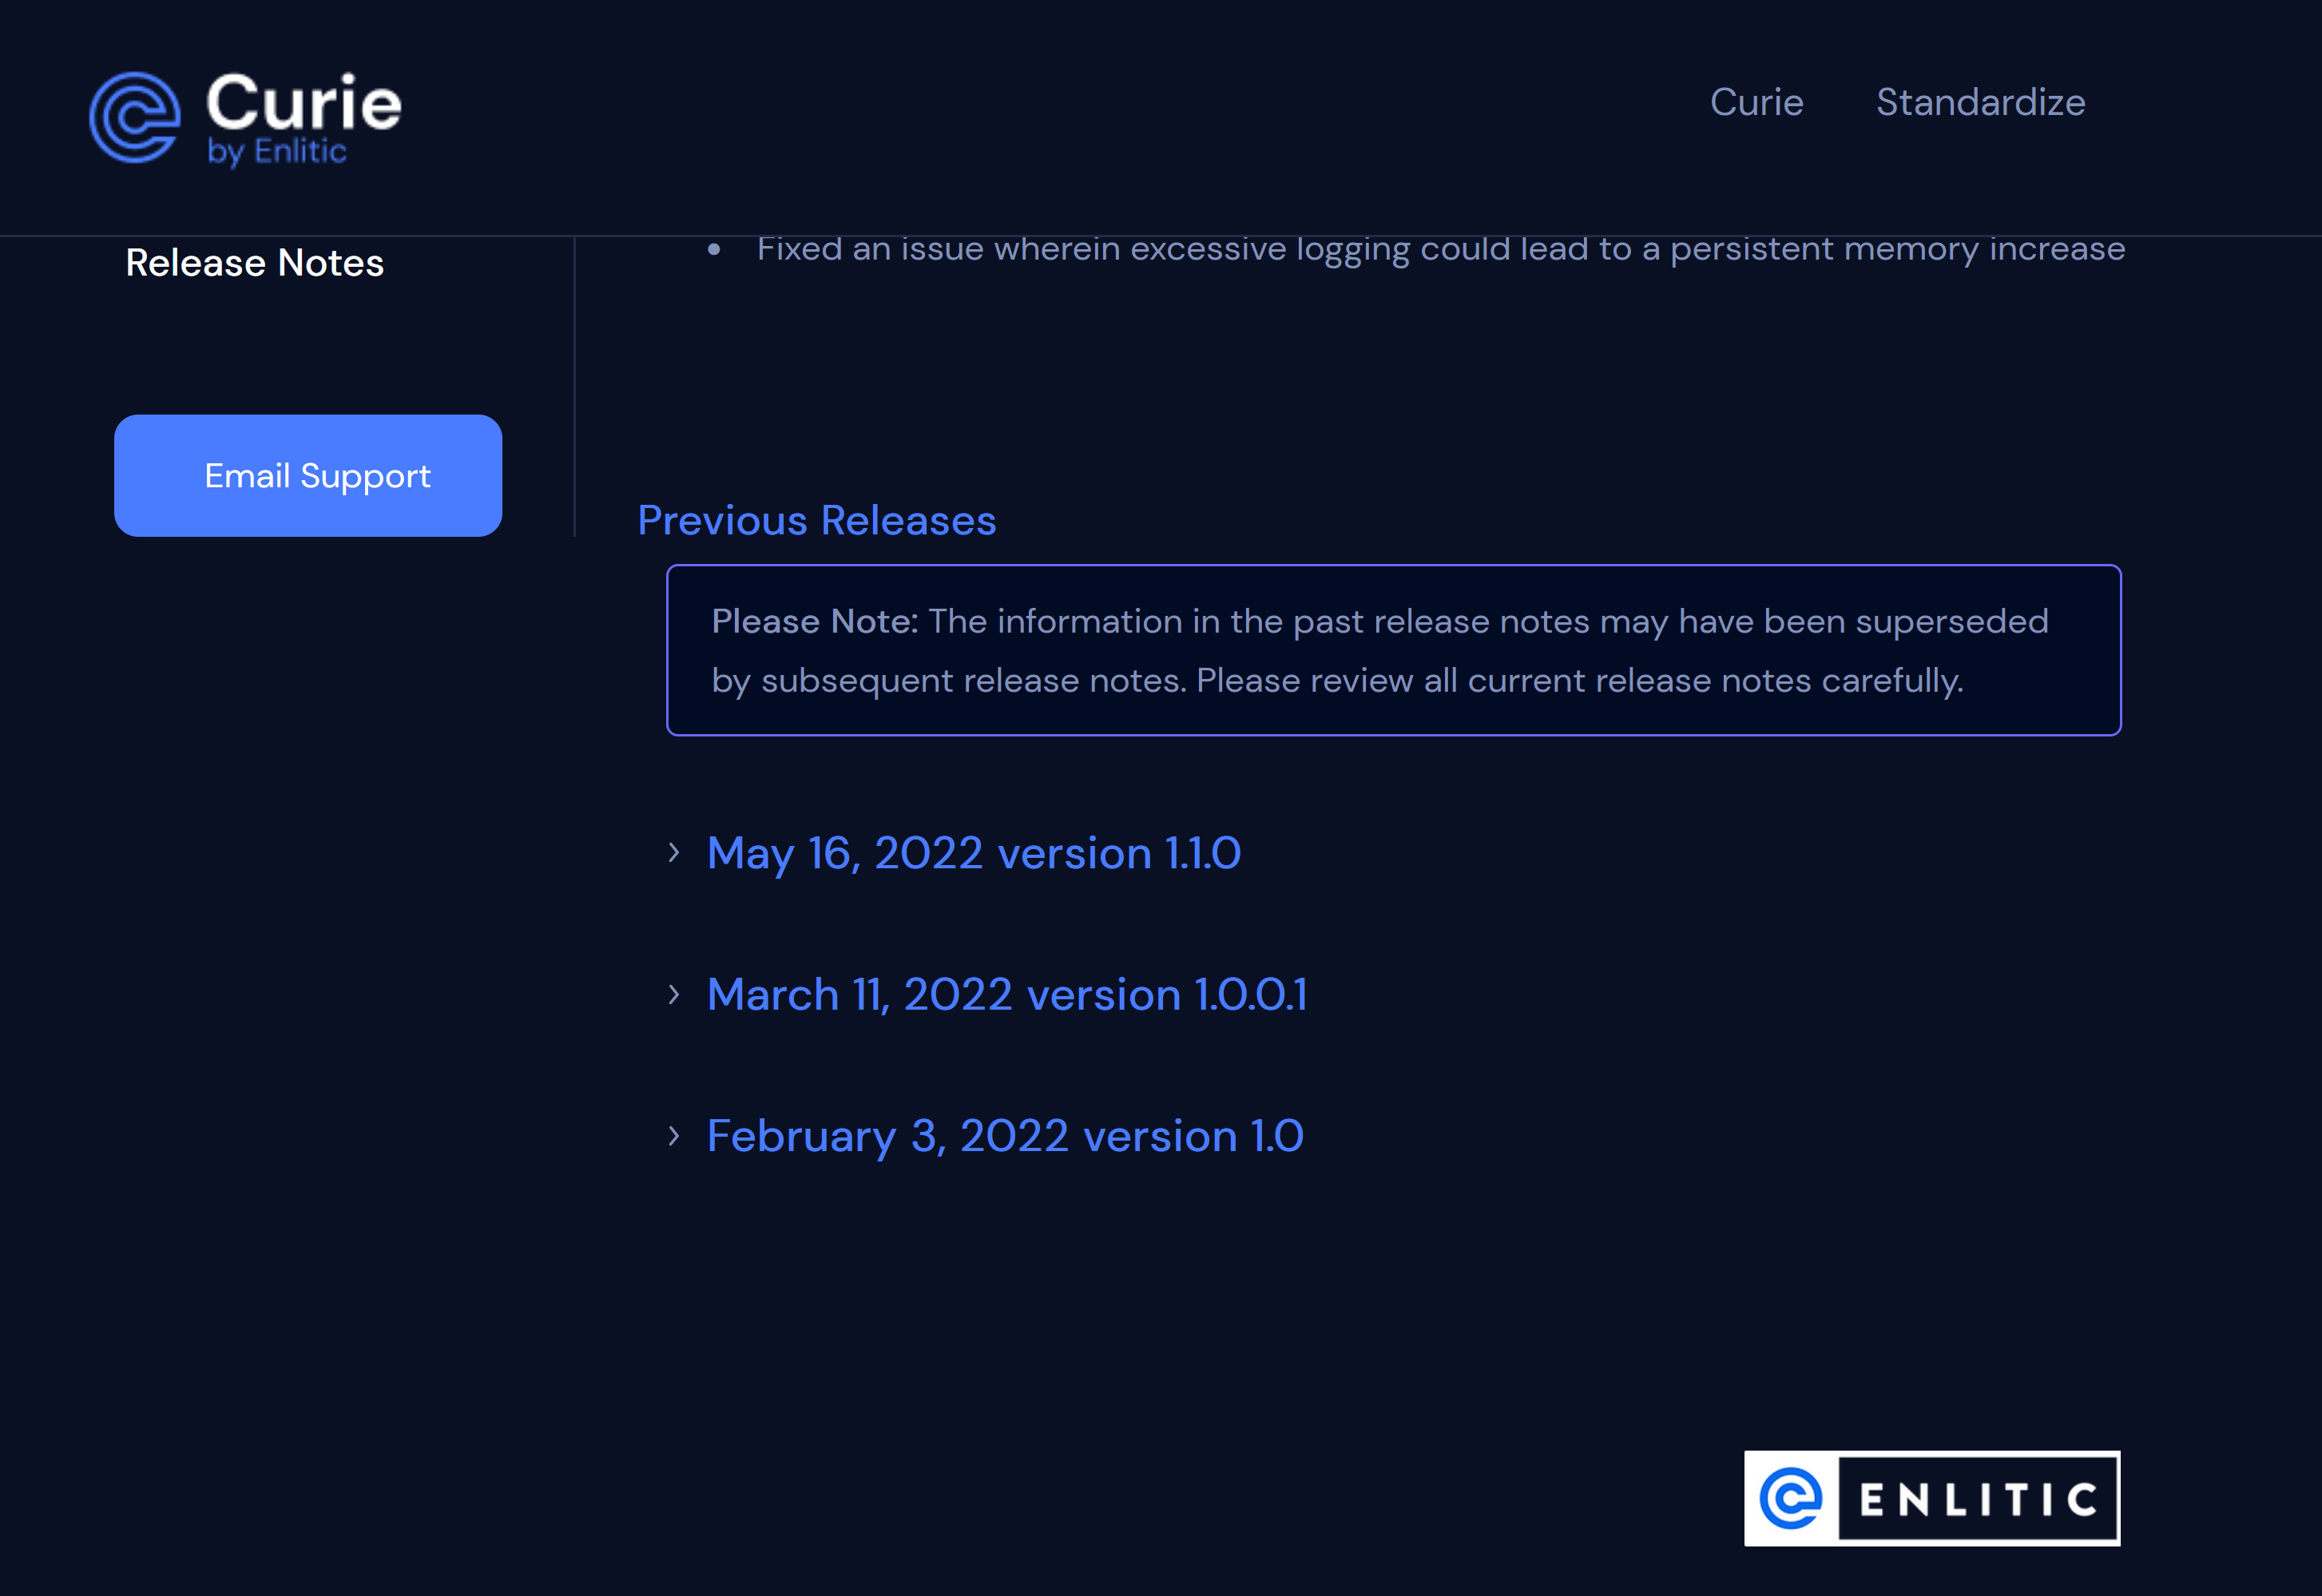 Curie
by Enlitic
Curie
Standardize
Release Notes
Email Support
Fixed an issue wherein excessive logging could lead to a persistent memory increase
Previous Releases
Please Note: The information in the past release notes may have been superseded
by subsequent release notes. Please review all current release notes carefully.
May 16, 2022 version 1.1.0
March 11, 2022 version 1.0.0.1
February 3, 2022 version 1.0
ENLITIC